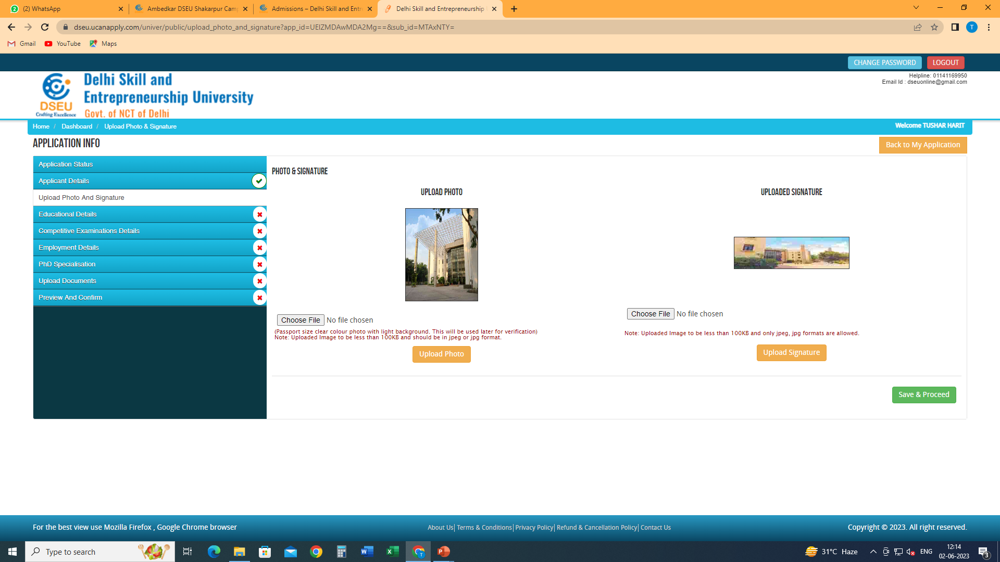 (2) WhatsApp
Ambedkar DSEU Shakarpur Cam
Admissions – Delhi Skill and Entr
Delhi Skill and Entrepreneurship
dseu.ucanapply.com/univer/public/upload_photo_and_signature?app_id=UElZMDAwMDA2Mg==&sub_id=MTAxNTY=
T
Gmail
YouTube
Maps
CHANGE PASSWORD
LOGOUT
Helpline: 01141169950
Email Id : dseuonline@gmail.com
DSEU
Crafting Excellence
Delhi Skill and
Entrepreneurship University
Govt. of NCT of Delhi
Home / Dashboard / Upload Photo & Signature
Welcome TUSHAR HARIT
APPLICATION INFO
Back to My Application
Application Status
Applicant Details
Upload Photo And Signature
Educational Details
Competitive Examinations Details
Employment Details
PhD Specialisation
Upload Documents
Preview And Confirm
PHOTO & SIGNATURE
UPLOAD PHOTO
Choose File No file chosen
(Passport size clear colour photo with light background. This will be used later for verification)
Note: Uploaded Image to be less than 100KB and should be in jpeg or jpg format.
Upload Photo
UPLOADED SIGNATURE
Choose File No file chosen
Note: Uploaded Image to be less than 100KB and only jpeg, jpg formats are allowed.
Upload Signature
Save & Proceed
For the best view use Mozilla Firefox , Google Chrome browser
About Us| Terms & Conditions| Privacy Policy| Refund & Cancellation Policy| Contact Us
Copyright © 2023. All right reserved.
Type to search
31°C Haze
ENG
12:14
02-06-2023
3